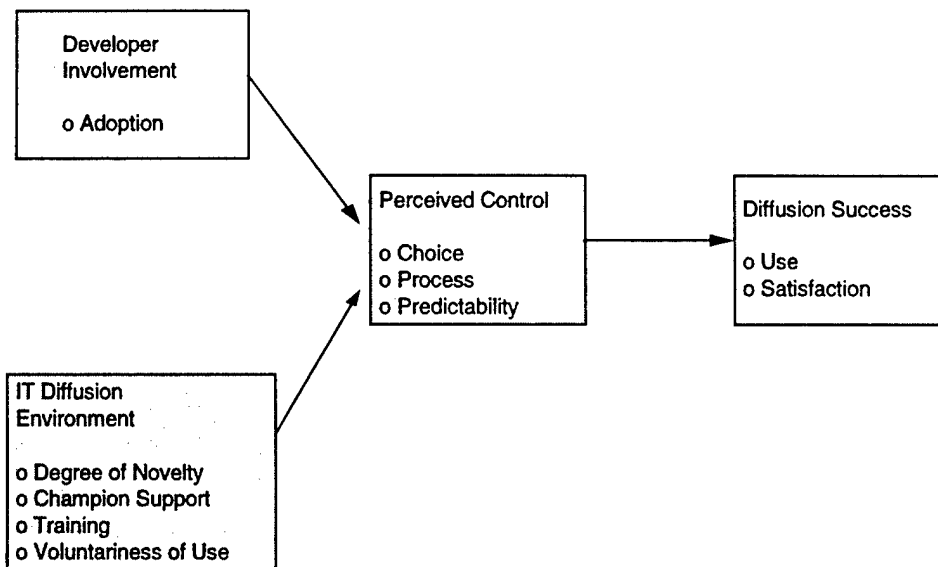 Developer
Involvement
o Adoption
Perceived Control
o Choice
o Process
o Predictability
Diffusion Success
o Use
o Satisfaction
IT Diffusion
Environment
o Degree of Novelty
o Champion Support
o Training
o Voluntariness of Use